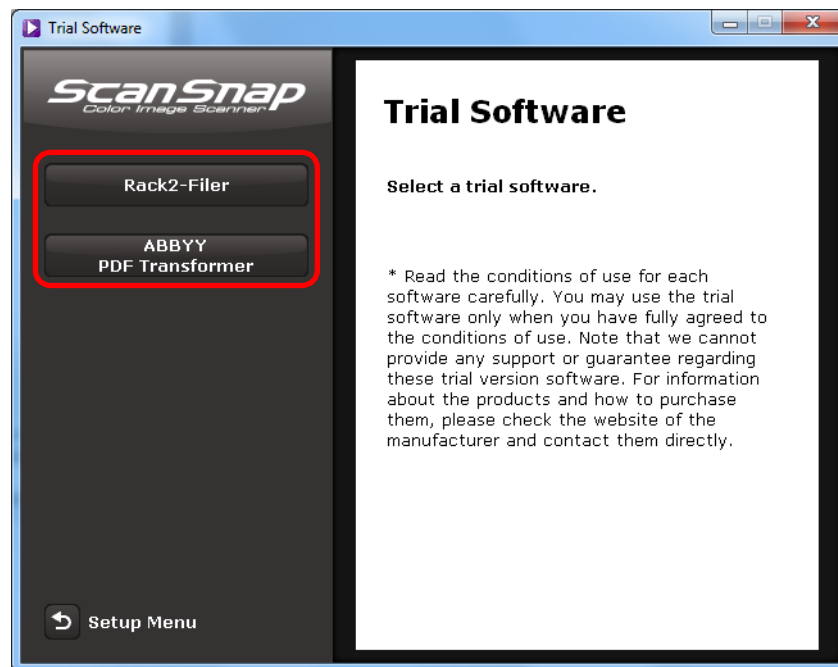 Trial Software
ScanSnap
Color Image Scanner
Rack2-Filer
ABBYY
PDF Transformer
Setup Menu
Trial Software
Select a trial software.
* Read the conditions of use for each
software carefully. You may use the trial
software only when you have fully agreed to
the conditions of use. Note that we cannot
provide any support or guarantee regarding
these trial version software. For information
about the products and how to purchase
them, please check the website of the
manufacturer and contact them directly.